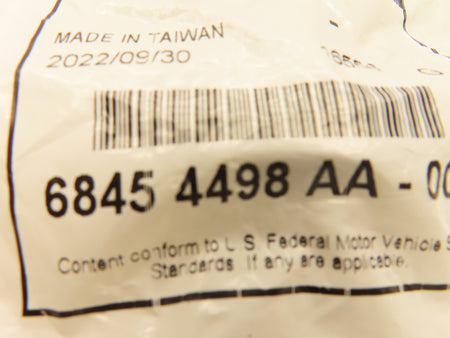 MADE IN TAIWAN
2022/09/30
6845 4498 AA - 00
Content conform to U.S. Federal Motor Vehicle S
Standards. If any are applicable.